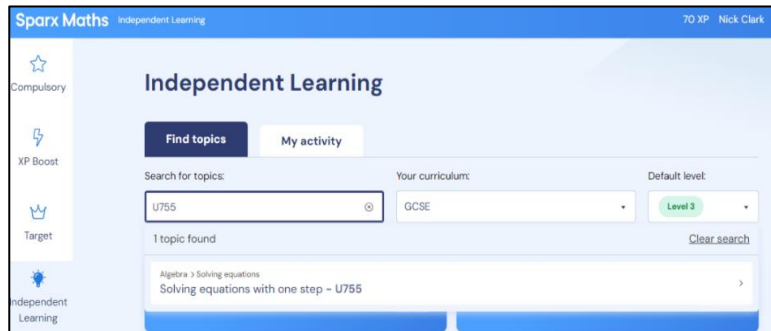 Sparx Maths Independent Learning 70 XP Nick Clark
Compulsory
XP Boost
Target
Independent
Learning
Independent Learning
Find topics My activity
Search for topics: Your curriculum: Default level:
U755 GCSE Level 3
1 topic found Clear search
Algebra > Solving equations
Solving equations with one step - U755